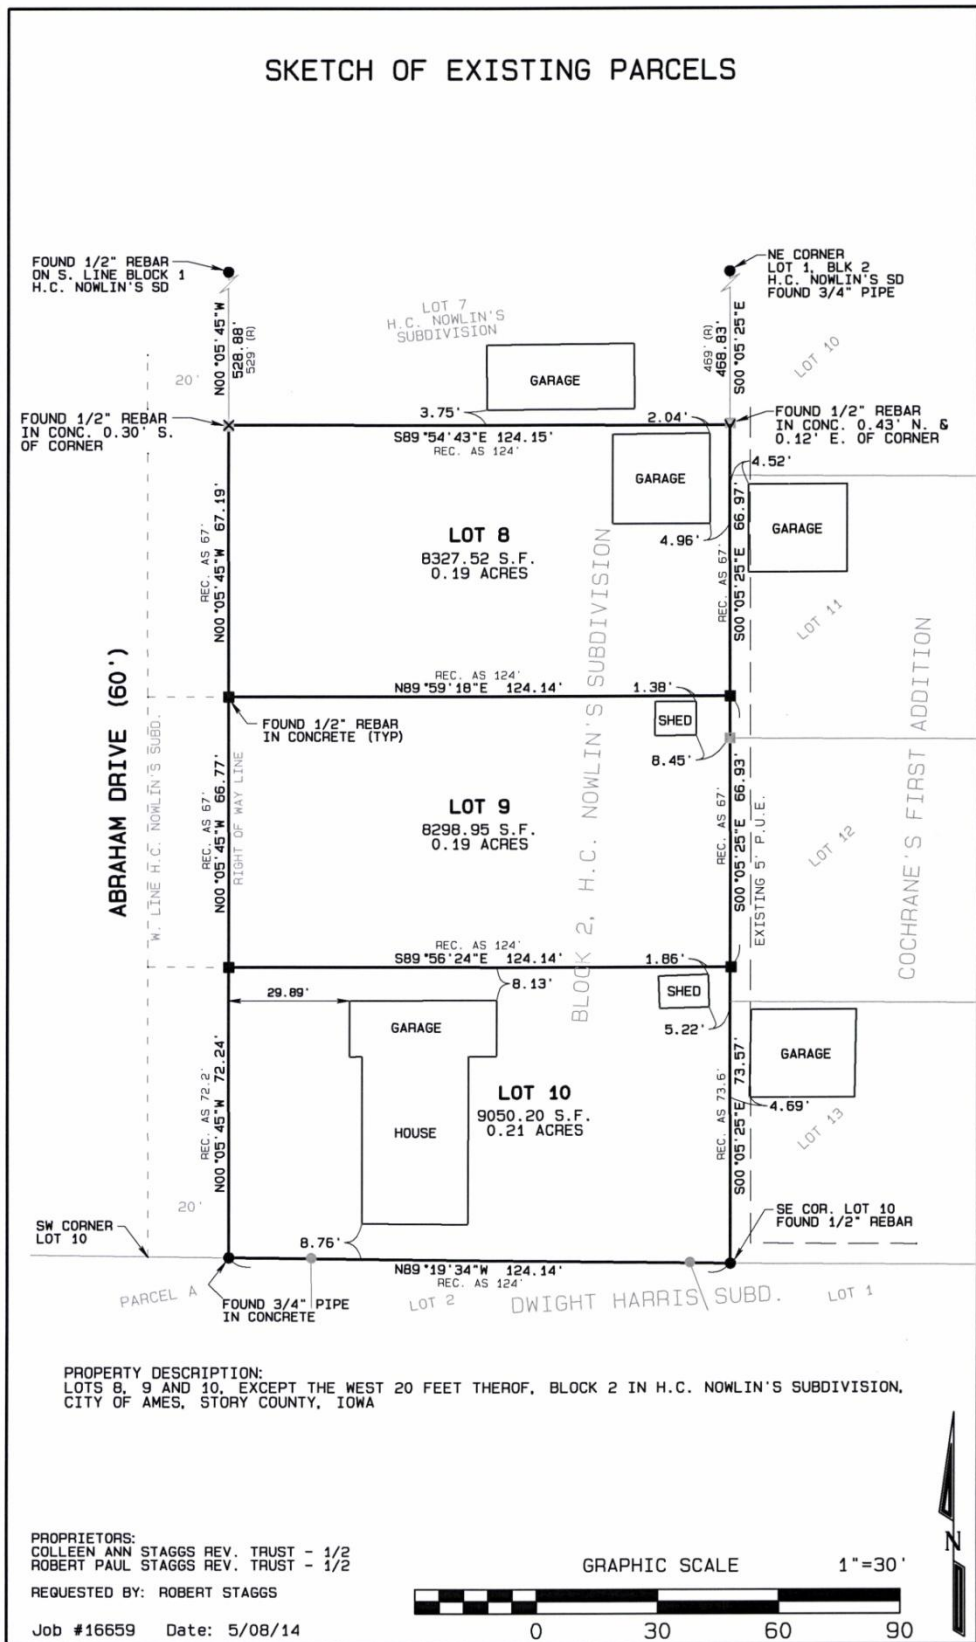 SKETCH OF EXISTING PARCELS
FOUND 1/2" REBAR
ON S. LINE BLOCK 1
H.C. NOWLIN'S SD
NE CORNER
LOT 1, BLK 2
H.C. NOWLIN'S SD
FOUND 3/4" PIPE
N00°05'45"W
528.88'
529' (R)
LOT 7
H.C. NOWLIN'S
SUBDIVISION
469' (R)
468.83'
S00°05'25"E
LOT 10
20'
GARAGE
FOUND 1/2" REBAR
IN CONC. 0.30' S.
OF CORNER
3.75'
2.04'
FOUND 1/2" REBAR
IN CONC. 0.43' N. &
0.12' E. OF CORNER
S89°54'43"E 124.15'
REC. AS 124'
4.52'
GARAGE
GARAGE
4.96'
REC. AS 67'
N00°05'45"W 67.19'
LOT 8
8327.52 S.F.
0.19 ACRES
REC. AS 67'
S00°05'25"E 66.97'
LOT 11
REC. AS 124'
N89°59'18"E 124.14'
1.38'
FOUND 1/2" REBAR
IN CONCRETE (TYP)
SHED
8.45'
ABRAHAM DRIVE (60')
W. LINE H.C. NOWLIN'S SUBD.
REC. AS 67'
N00°05'45"W 66.77'
RIGHT OF WAY LINE
LOT 9
8298.95 S.F.
0.19 ACRES
BLOCK 2, H.C. NOWLIN'S SUBDIVISION
REC. AS 67'
S00°05'25"E 66.93'
EXISTING 5' P.U.E.
LOT 12
COCHRANE'S FIRST ADDITION
REC. AS 124'
S89°56'24"E 124.14'
1.86'
8.13'
29.89'
SHED
5.22'
GARAGE
GARAGE
4.69'
REC. AS 72.2'
N00°05'45"W 72.24'
HOUSE
LOT 10
9050.20 S.F.
0.21 ACRES
REC. AS 73.6'
S00°05'25"E 73.57'
LOT 13
20'
SW CORNER
LOT 10
8.76'
SE COR. LOT 10
FOUND 1/2" REBAR
N89°19'34"W 124.14'
REC. AS 124'
PARCEL A
FOUND 3/4" PIPE
IN CONCRETE
LOT 2
DWIGHT HARRIS SUBD.
LOT 1
PROPERTY DESCRIPTION:
LOTS 8, 9 AND 10, EXCEPT THE WEST 20 FEET THEROF, BLOCK 2 IN H.C. NOWLIN'S SUBDIVISION,
CITY OF AMES, STORY COUNTY, IOWA
PROPRIETORS:
COLLEEN ANN STAGGS REV. TRUST - 1/2
ROBERT PAUL STAGGS REV. TRUST - 1/2
REQUESTED BY: ROBERT STAGGS
Job #16659 Date: 5/08/14
GRAPHIC SCALE 1"=30'
0 30 60 90
N